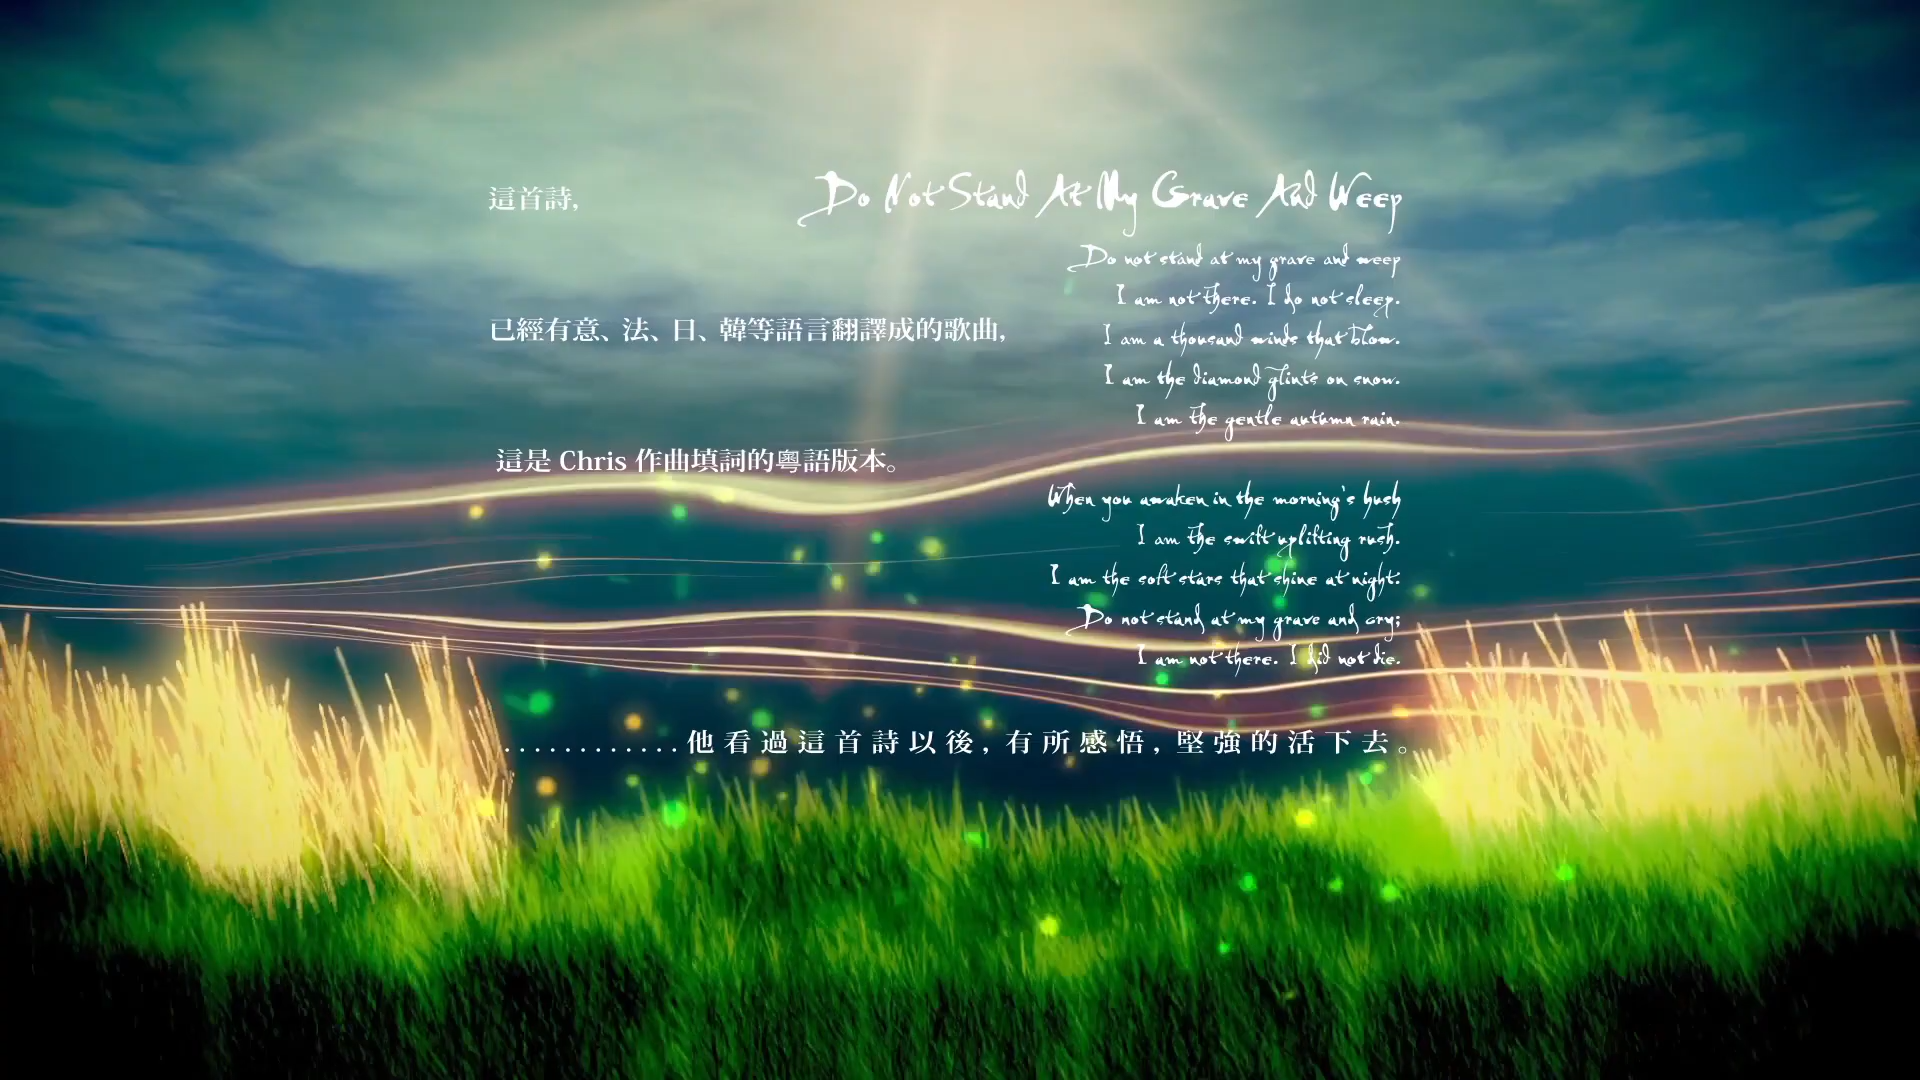 這首詩,
已經有意、法、日、韓等語言翻譯成的歌曲,
這是 Chris 作曲填詞的粵語版本。
Do Not Stand At My Grave And Weep
Do not stand at my grave and weep
I am not there. I do not sleep.
I am a thousand winds that blow.
I am the diamond glints on snow.
I am the gentle autumn rain.
When you awaken in the morning's hush
I am the swift uplifting rush.
I am the soft stars that shine at night.
Do not stand at my grave and cry;
I am not there. I did not die.
............他看過這首詩以後,有所感悟,堅強的活下去。